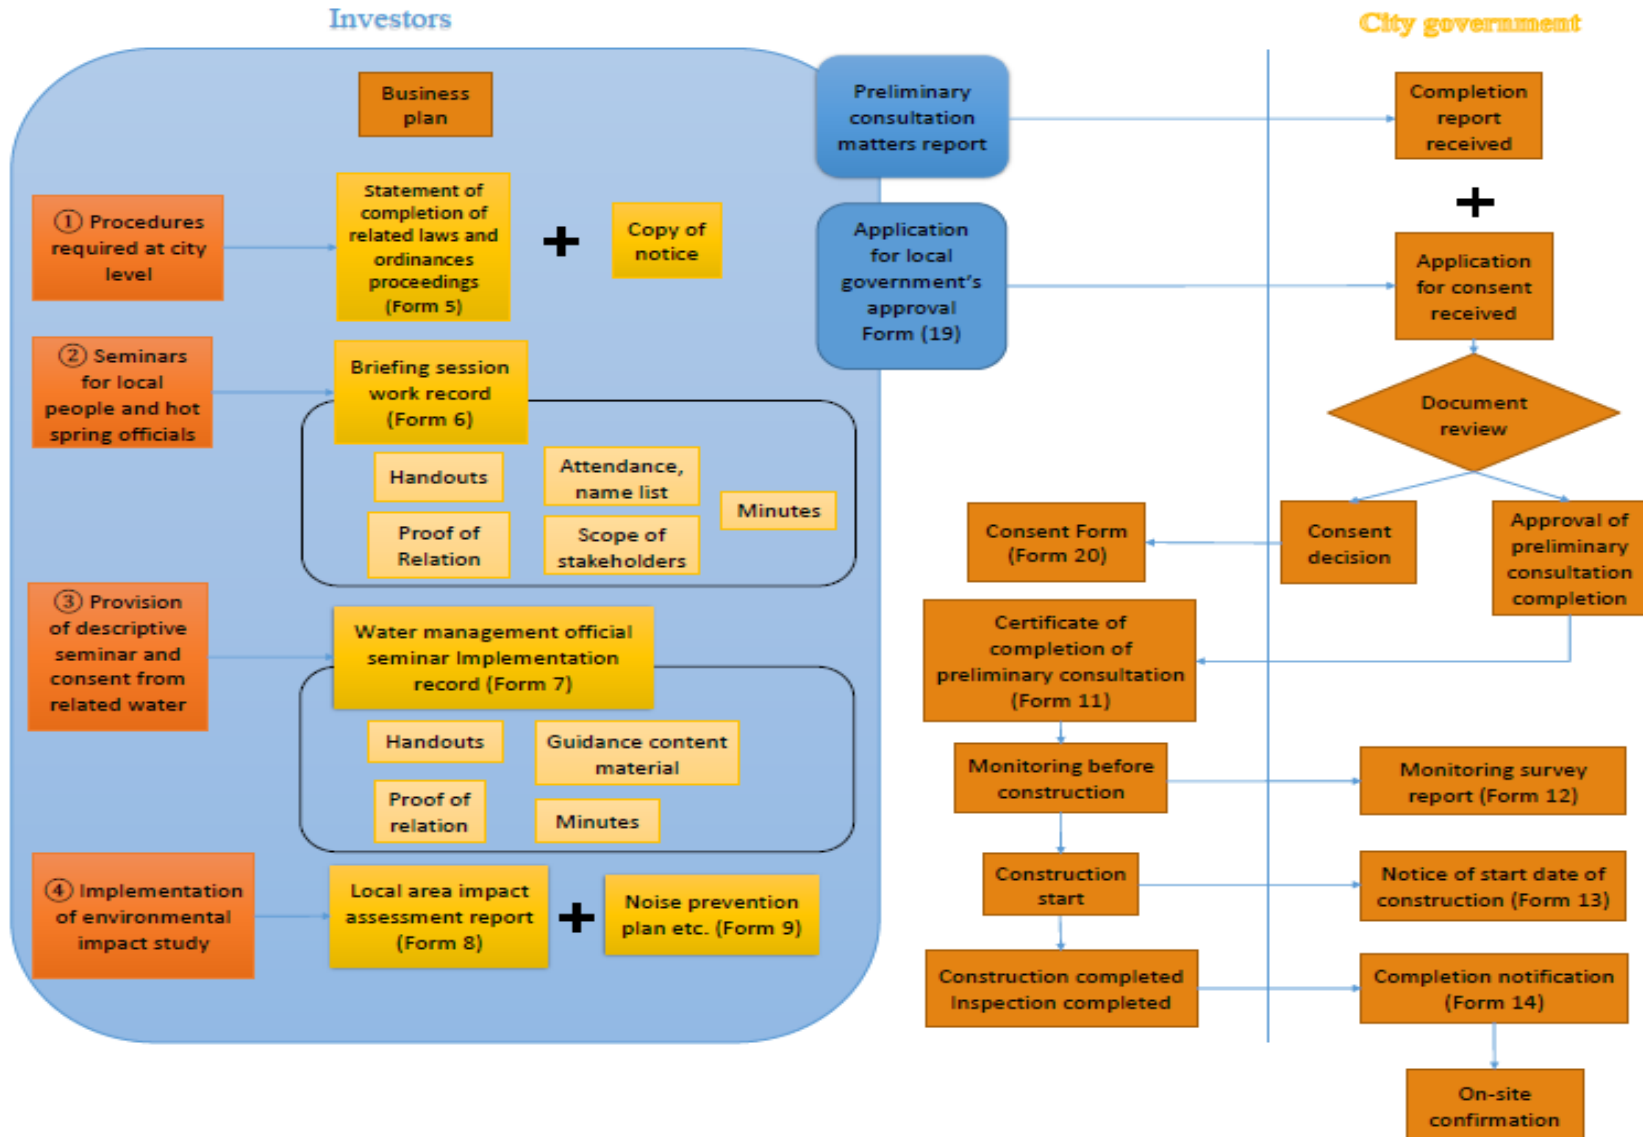 Investors
City government
Business
plan
① Procedures
required at city
level
Statement of
completion of
related laws and
ordinances
proceedings
(Form 5)
+
Copy of
notice
② Seminars
for local
people and hot
spring officials
Briefing session
work record
(Form 6)
Handouts
Attendance,
name list
Minutes
Proof of
Relation
Scope of
stakeholders
③ Provision
of descriptive
seminar and
consent from
related water
Water management official
seminar Implementation
record (Form 7)
Handouts
Guidance content
material
Proof of
relation
Minutes
④ Implementation
of environmental
impact study
Local area impact
assessment report
(Form 8)
+
Noise prevention
plan etc. (Form 9)
Preliminary
consultation
matters report
Application
for local
government's
approval
Form (19)
Completion
report
received
+
Application
for consent
received
Document
review
Consent
decision
Approval of
preliminary
consultation
completion
Consent Form
(Form 20)
Certificate of
completion of
preliminary consultation
(Form 11)
Monitoring before
construction
Monitoring survey
report (Form 12)
Construction
start
Notice of start date of
construction (Form 13)
Construction completed
Inspection completed
Completion notification
(Form 14)
On-site
confirmation